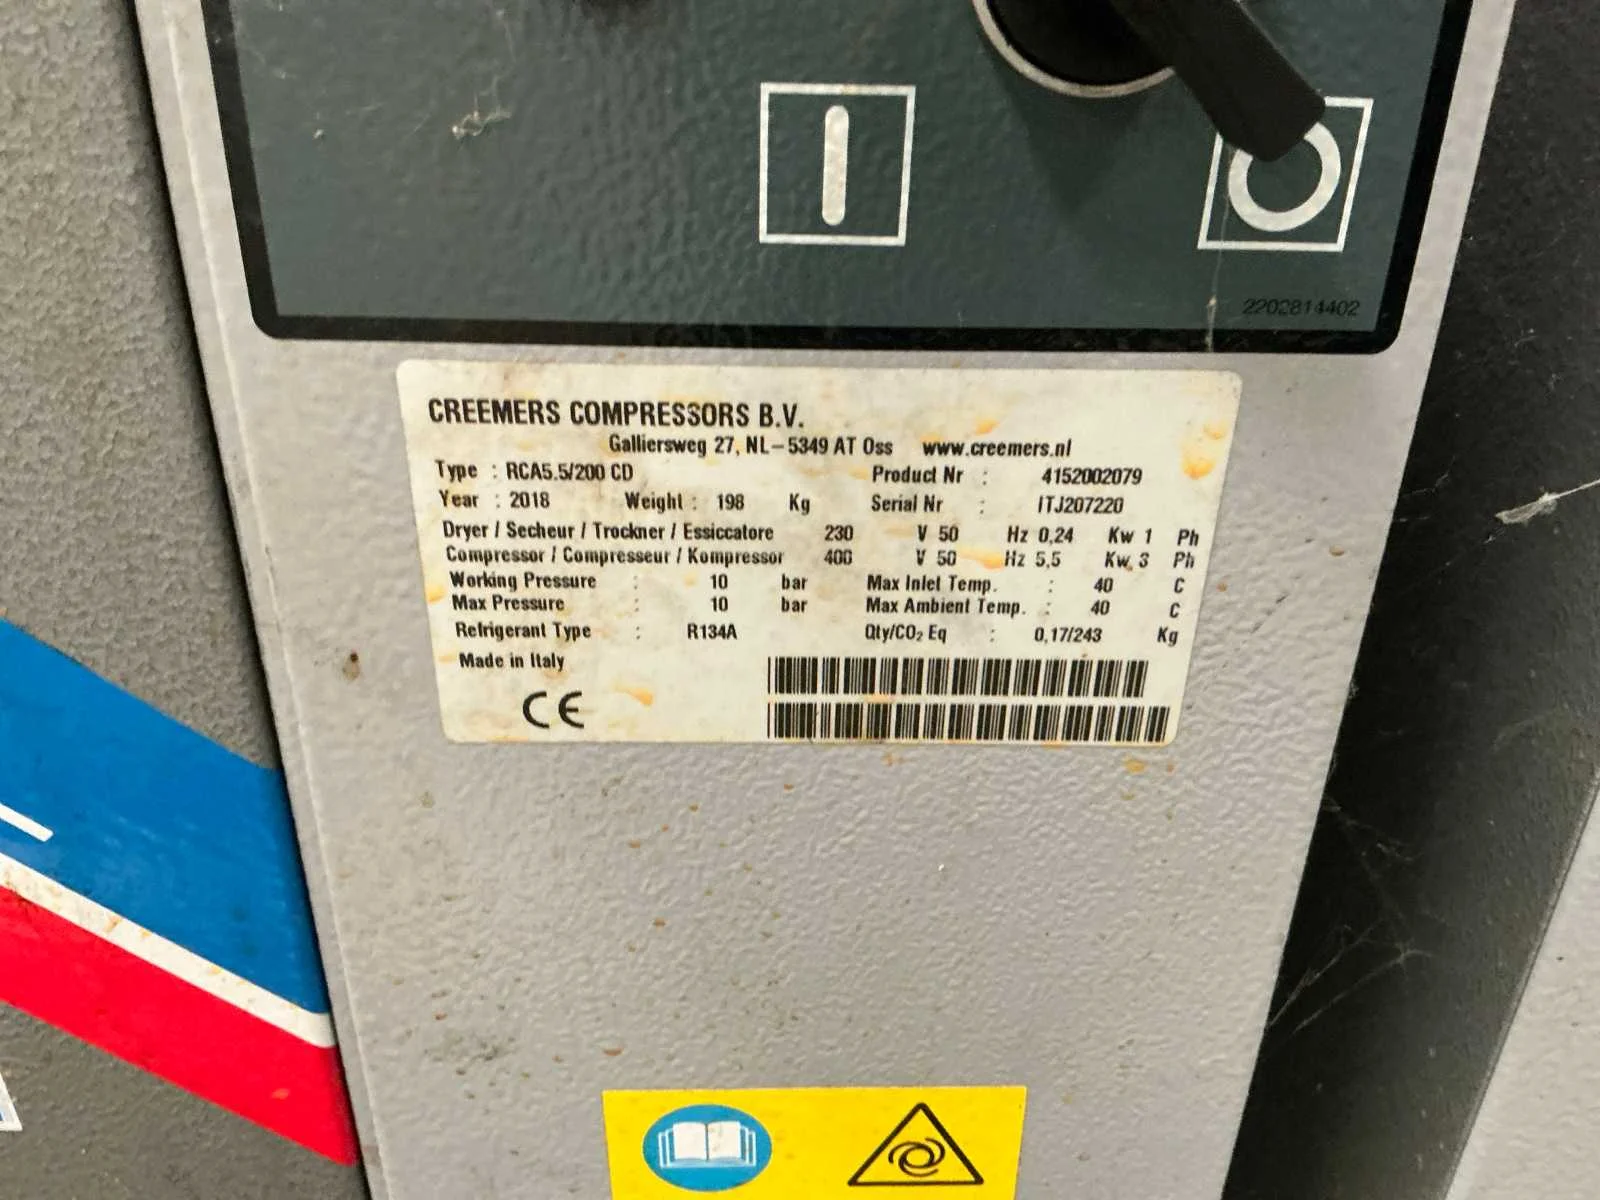 2202814402
CREEMERS COMPRESSORS B.V.
Galliersweg 27, NL-5349 AT Oss www.creemers.nl
Type : RCA5.5/200 CD Product Nr : 4152002079
Year : 2018 Weight : 198 Kg Serial Nr : ITJ207220
Dryer / Secheur / Trockner / Essiccatore 230 V 50 Hz 0,24 Kw 1 Ph
Compressor / Compresseur / Kompressor 400 V 50 Hz 5,5 Kw 3 Ph
Working Pressure : 10 bar Max Inlet Temp. : 40 C
Max Pressure : 10 bar Max Ambient Temp. : 40 C
Refrigerant Type : R134A Qty/CO₂ Eq : 0,17/243 Kg
Made in Italy
CE